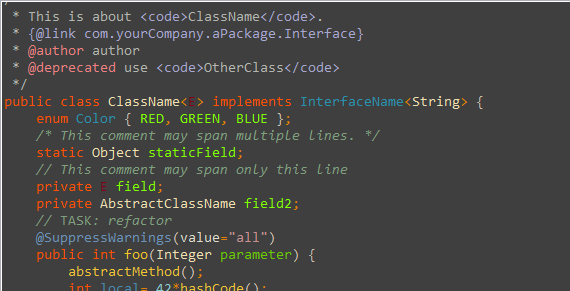 * This is about <code>ClassName</code>.
* {@link com.yourCompany.aPackage.Interface}
* @author author
* @deprecated use <code>OtherClass</code>
*/
public class ClassName<E> implements InterfaceName<String> {
enum Color { RED, GREEN, BLUE };
/* This comment may span multiple lines. */
static Object staticField;
// This comment may span only this line
private E field;
private AbstractClassName field2;
// TASK: refactor
@SuppressWarnings(value="all")
public int foo(Integer parameter) {
abstractMethod();
int local= 42*hashCode();